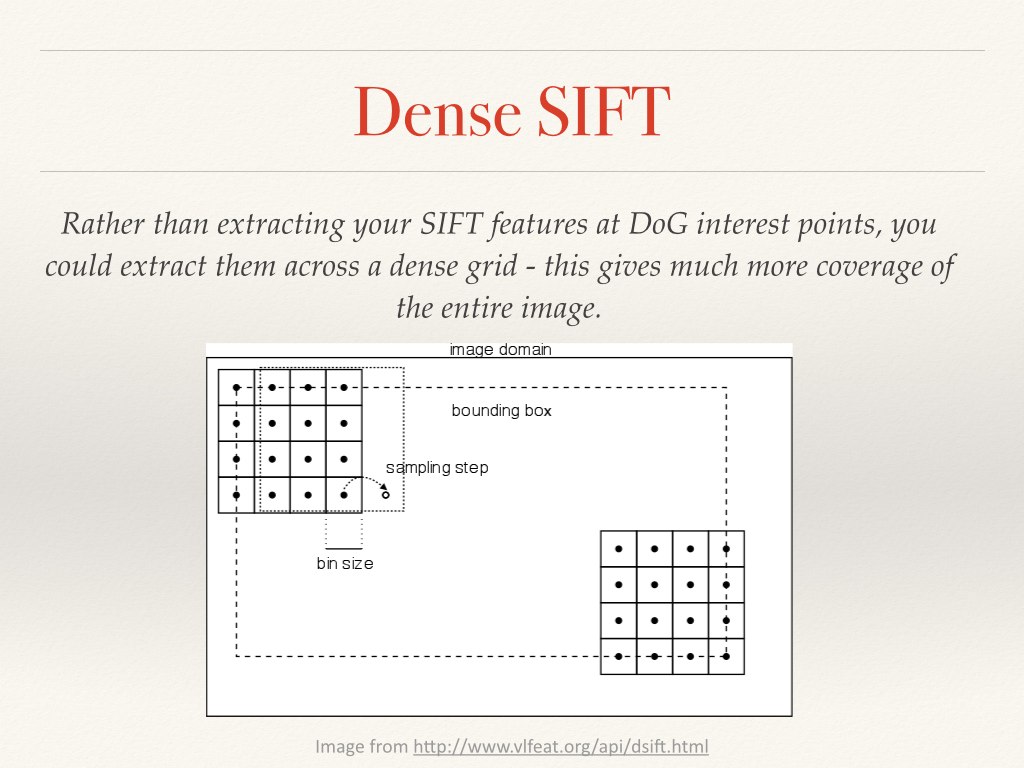 Dense SIFT
Rather than extracting your SIFT features at DoG interest points, you
could extract them across a dense grid - this gives much more coverage of
the entire image.
image domain
bounding box
sampling step
bin size
Image from http://www.vlfeat.org/api/dsift.html